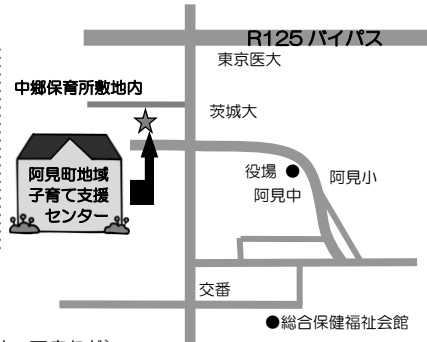 R125 バイパス
東京医大
中郷保育所敷地内
茨城大
阿見町地域
子育て支援
センター
役場
阿見小
阿見中
交番
総合保健福祉会館